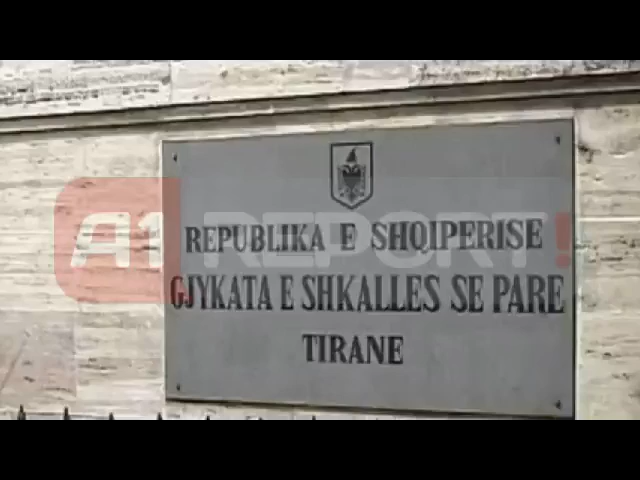 REPUBLIKA E SHQIPERISE
A1 REPORT!
GJYKATA E SHKALLES SE PARE
TIRANE